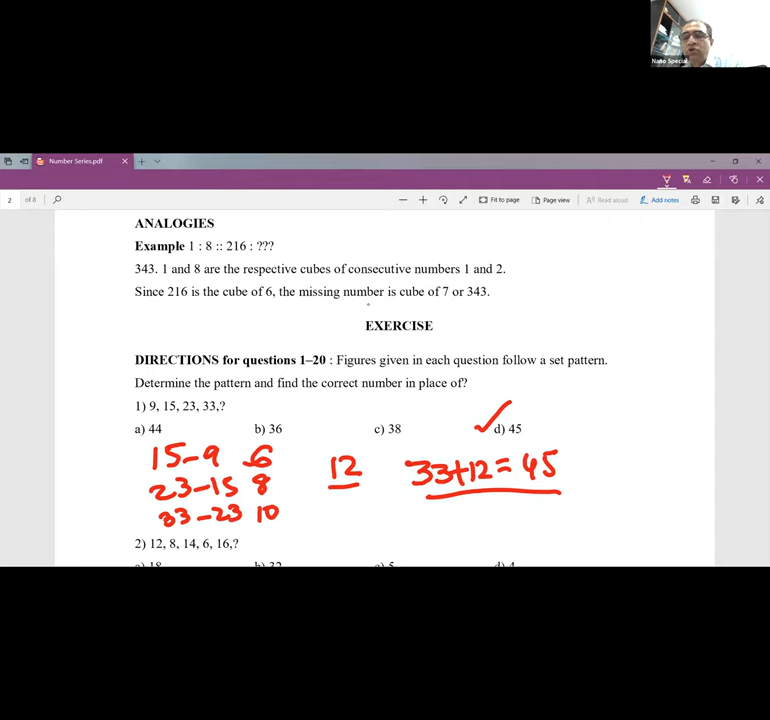 Nano Special
Number Series.pdf
2 of 8
Fit to page
Page view
Read aloud
Add notes
ANALOGIES
Example 1 : 8 :: 216 : ???
343. 1 and 8 are the respective cubes of consecutive numbers 1 and 2.
Since 216 is the cube of 6, the missing number is cube of 7 or 343.
EXERCISE
DIRECTIONS for questions 1–20 : Figures given in each question follow a set pattern.
Determine the pattern and find the correct number in place of?
1) 9, 15, 23, 33,?
a) 44 b) 36 c) 38 d) 45
15-9 6
23-15 8
33-23 10
12
33+12=45
2) 12, 8, 14, 6, 16,?
a) 18 b) 32 c) 5 d) 4